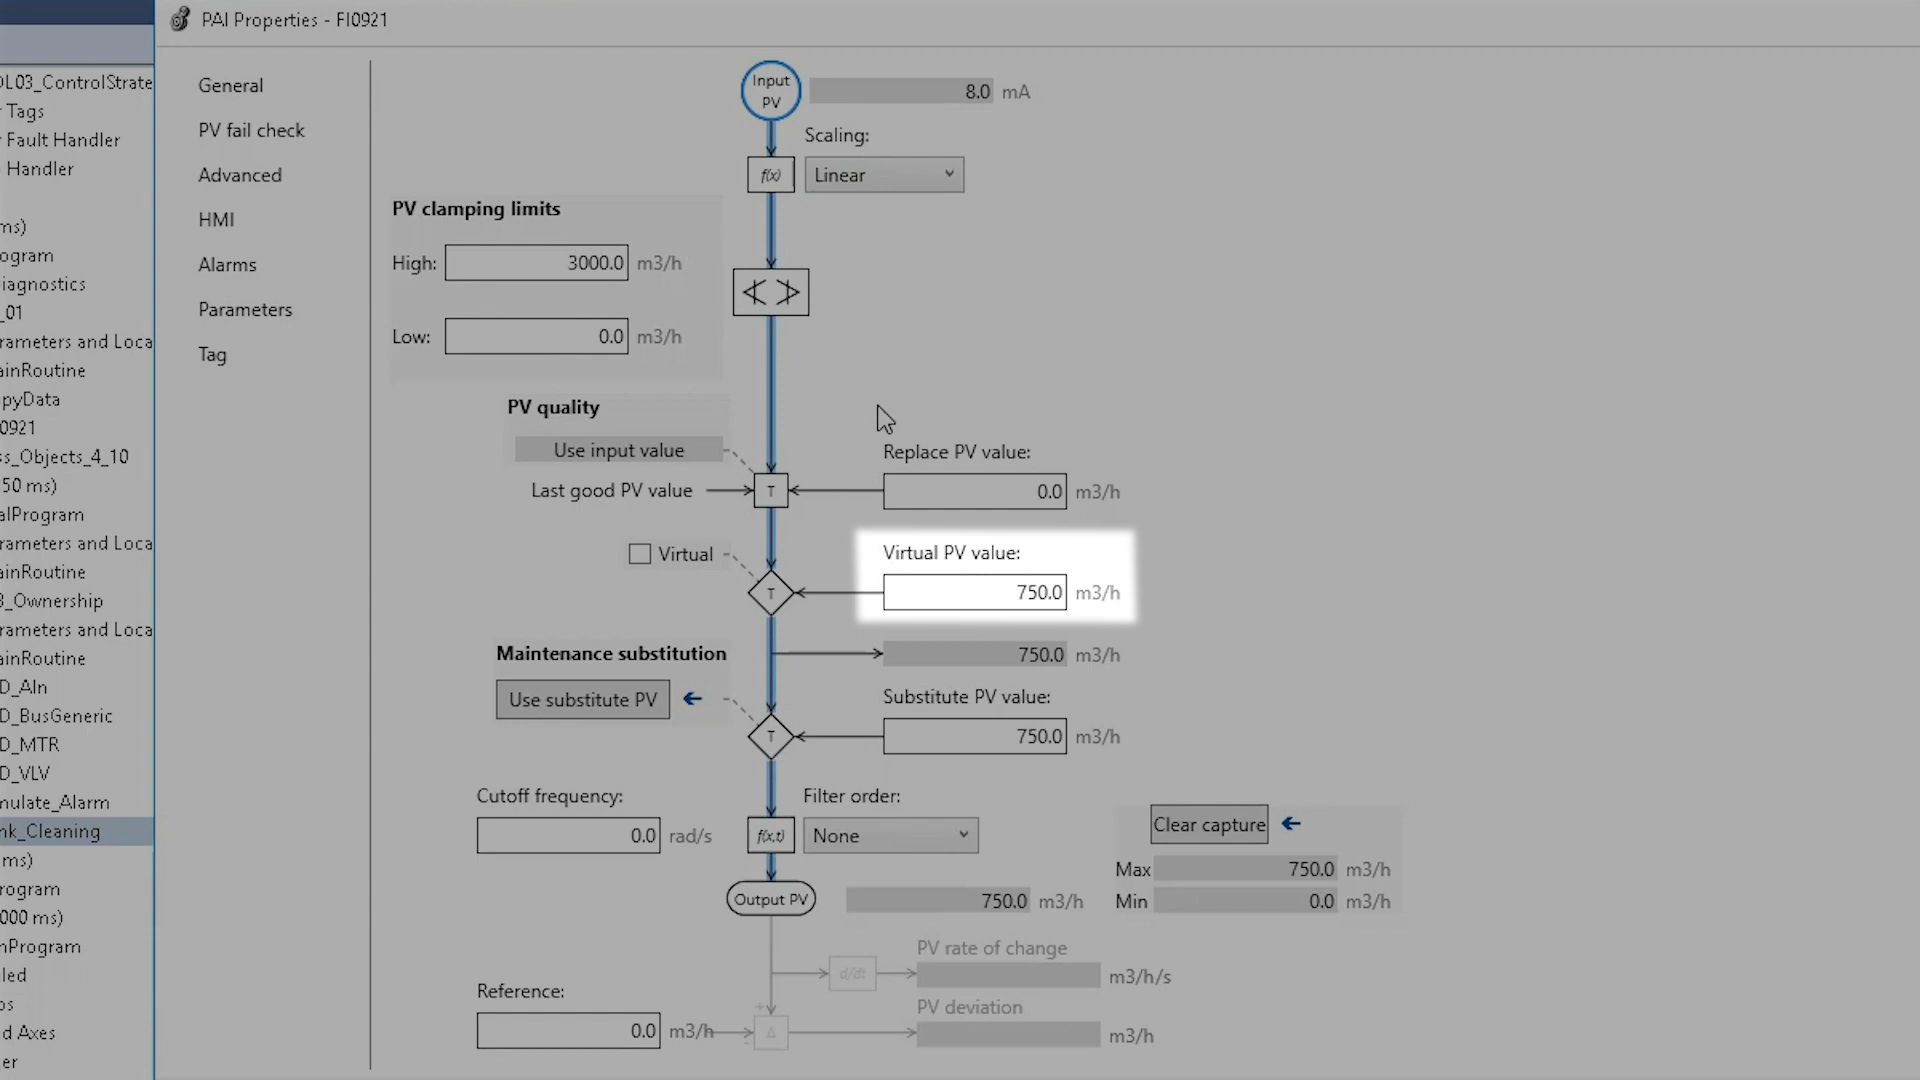 PAI Properties - FI0921
DL03_ControlStrate
Tags
Fault Handler
Handler
ms)
ogram
iagnostics
_01
rameters and Loca
ainRoutine
pyData
0921
ss_Objects_4_10
50 ms)
alProgram
rameters and Loca
ainRoutine
3_Ownership
rameters and Loca
ainRoutine
D_AIn
D_BusGeneric
D_MTR
D_VLV
mulate_Alarm
nk_Cleaning
ms)
rogram
000 ms)
nProgram
led
os
d Axes
er
General
PV fail check
Advanced
HMI
Alarms
Parameters
Tag
Input PV
8.0 mA
Scaling:
f(x) Linear
PV clamping limits
High: 3000.0 m3/h
Low: 0.0 m3/h
PV quality
Use input value
Replace PV value:
Last good PV value T 0.0 m3/h
Virtual PV value:
Virtual
T 750.0 m3/h
Maintenance substitution
750.0 m3/h
Use substitute PV
Substitute PV value:
T 750.0 m3/h
Cutoff frequency:
Filter order:
0.0 rad/s f(x,t) None
Clear capture
Max 750.0 m3/h
Min 0.0 m3/h
Output PV 750.0 m3/h
PV rate of change
d/dt m3/h/s
Reference:
PV deviation
0.0 m3/h Δ m3/h